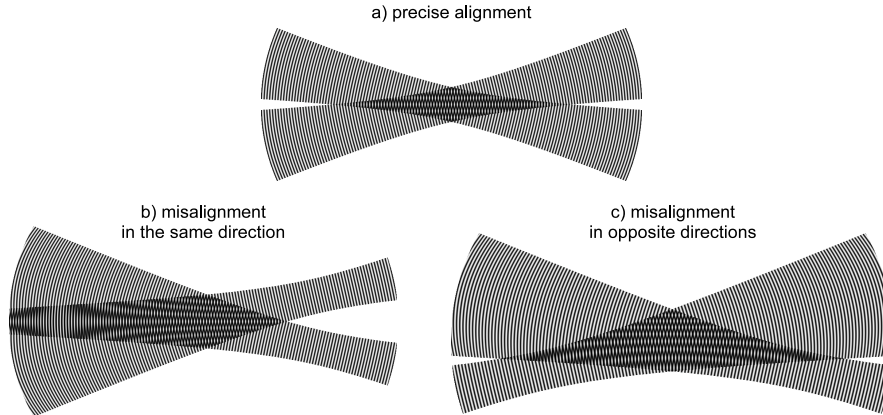 a) precise alignment
b) misalignment
in the same direction
c) misalignment
in opposite directions